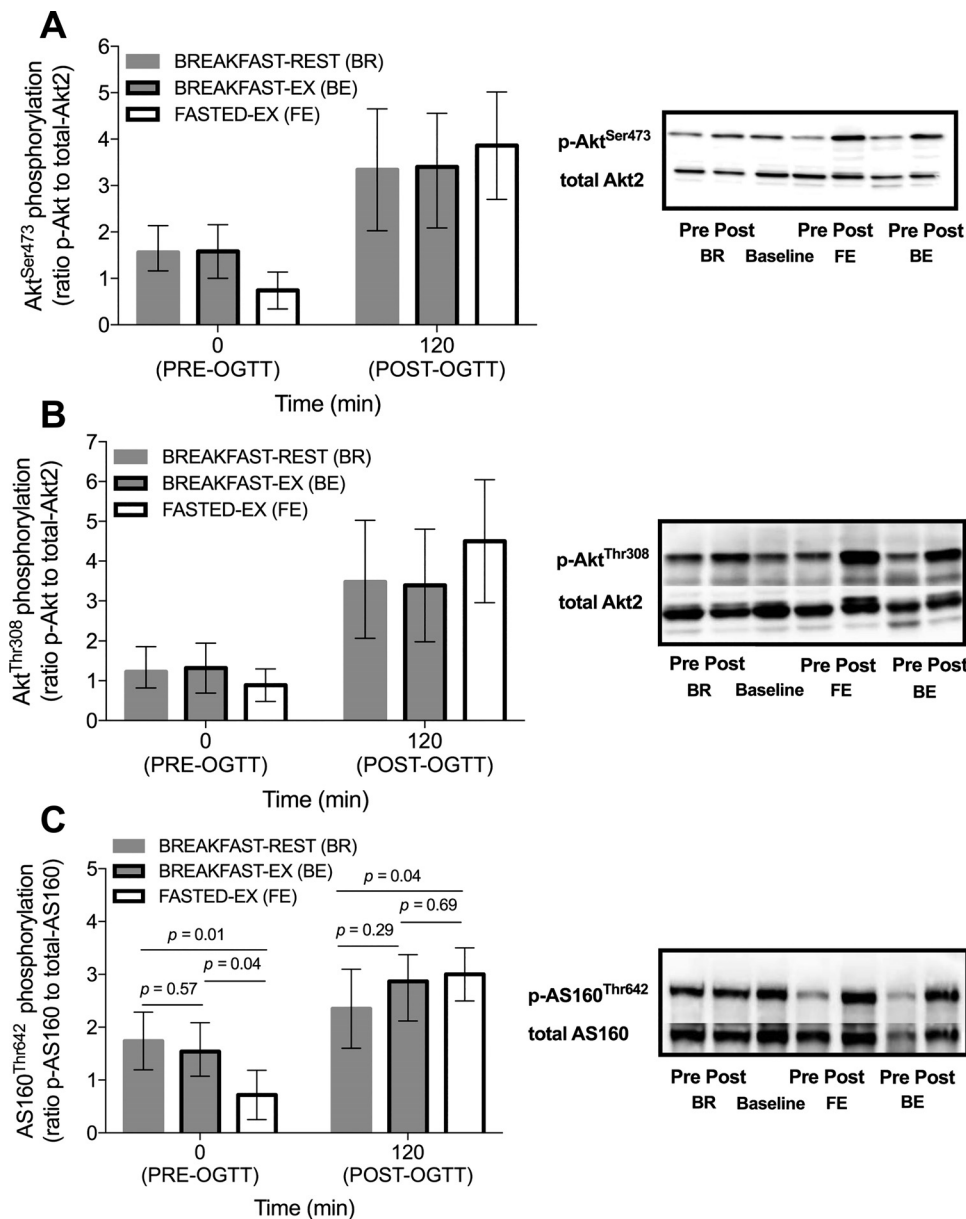 A
Akt^Ser473 phosphorylation
(ratio p-Akt to total-Akt2)
6
5
4
3
2
1
0
BREAKFAST-REST (BR)
BREAKFAST-EX (BE)
FASTED-EX (FE)
0
120
(PRE-OGTT)
(POST-OGTT)
Time (min)
p-Akt^Ser473
total Akt2
Pre Post
Pre Post
Pre Post
BR
Baseline
FE
BE
B
Akt^Thr308 phosphorylation
(ratio p-Akt to total-Akt2)
7
6
5
4
3
2
1
0
BREAKFAST-REST (BR)
BREAKFAST-EX (BE)
FASTED-EX (FE)
0
120
(PRE-OGTT)
(POST-OGTT)
Time (min)
p-Akt^Thr308
total Akt2
Pre Post
Pre Post
Pre Post
BR
Baseline
FE
BE
C
AS160^Thr642 phosphorylation
(ratio p-AS160 to total-AS160)
5
4
3
2
1
0
BREAKFAST-REST (BR)
BREAKFAST-EX (BE)
FASTED-EX (FE)
p = 0.01
p = 0.04
p = 0.57
p = 0.04
p = 0.69
p = 0.29
0
120
(PRE-OGTT)
(POST-OGTT)
Time (min)
p-AS160^Thr642
total AS160
Pre Post
Pre Post
Pre Post
BR
Baseline
FE
BE